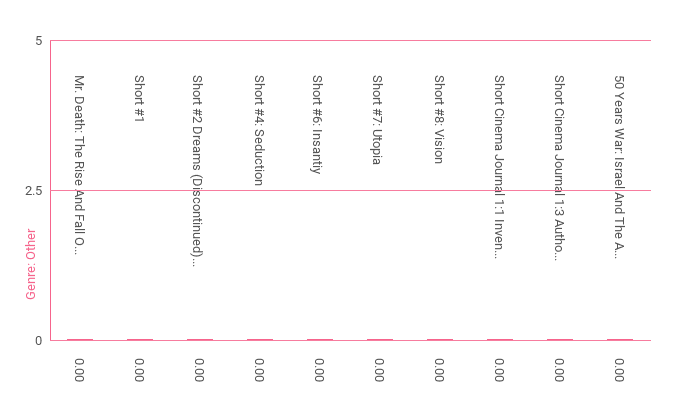 5
2.5
0
Genre: Other
Mr. Death: The Rise And Fall O...
Short #1
Short #2 Dreams (Discontinued)...
Short #4: Seduction
Short #6: Insantiy
Short #7: Utopia
Short #8: Vision
Short Cinema Journal 1:1 Inven...
Short Cinema Journal 1:3 Autho...
50 Years War: Israel And The A...
0.00
0.00
0.00
0.00
0.00
0.00
0.00
0.00
0.00
0.00